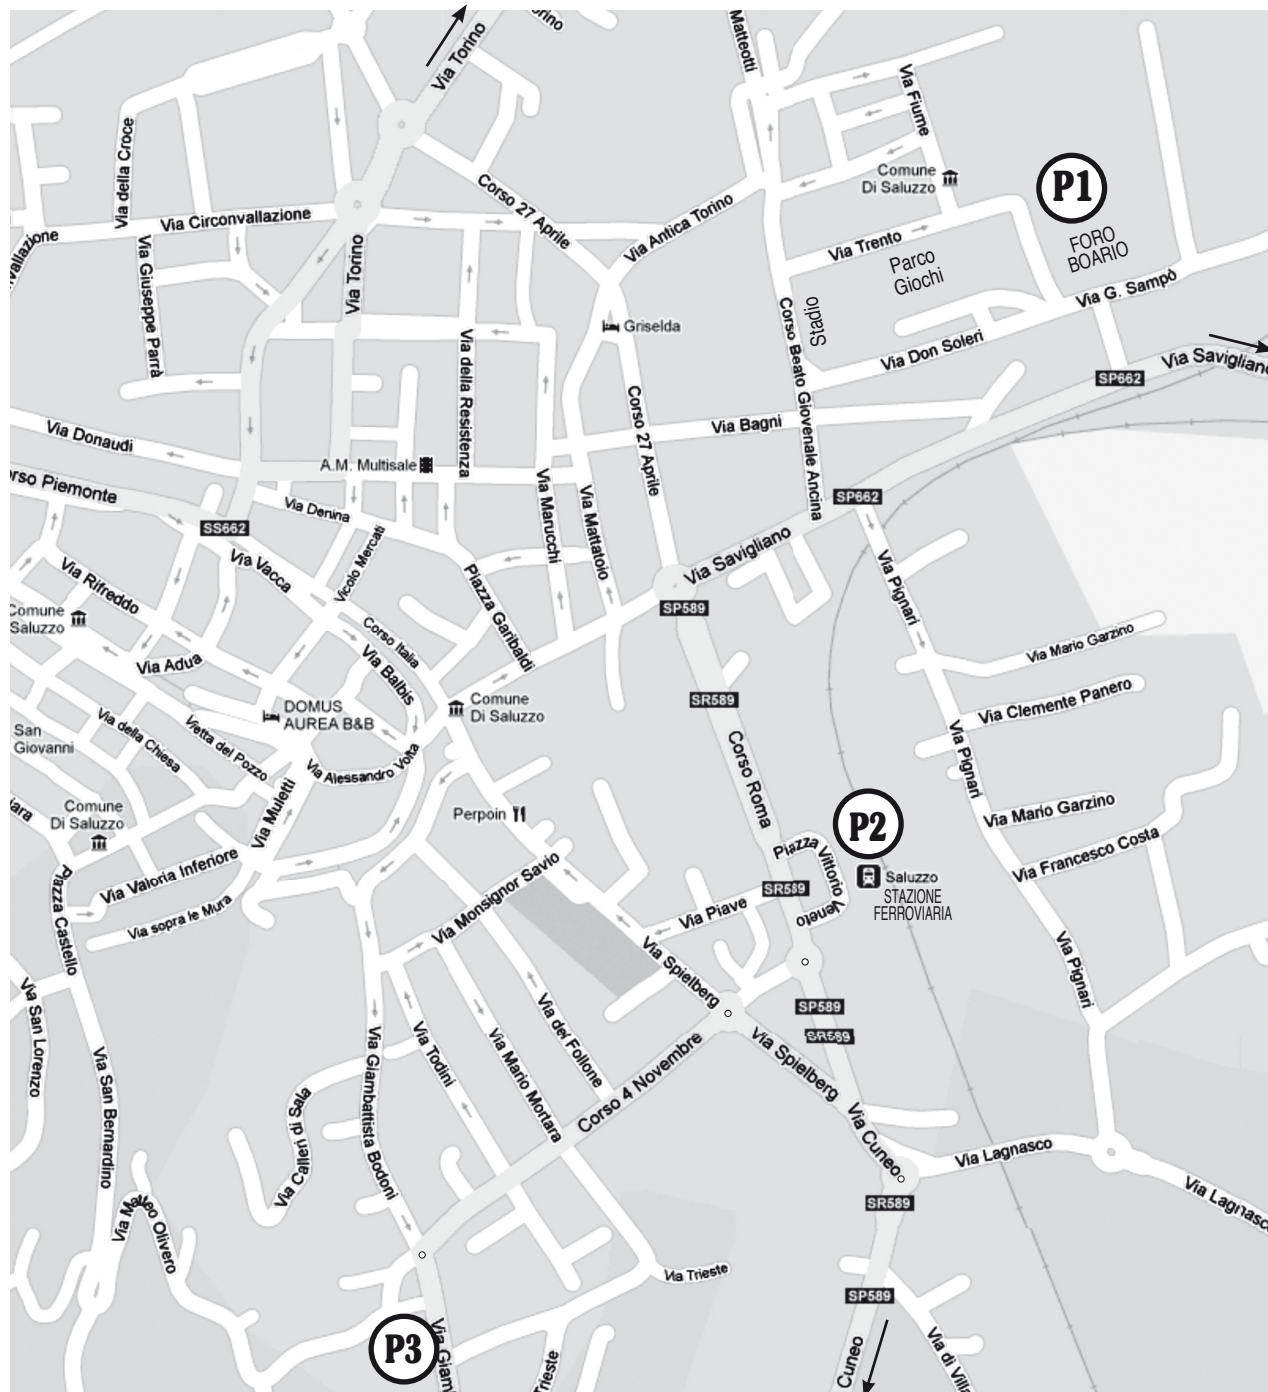 Via Torino
orino
Matteotti
Via Fiume
Via della Croce
Comune
Di Saluzzo
P1
FORO
BOARIO
Corso 27 Aprile
Via Circonvallazione
Via Antica Torino
Via Trento
Parco
Giochi
Via Giuseppe Parrà
Via Torino
Via G. Sampò
Stadio
Griselda
Corso Beato Giovenale Ancina
Via Don Soleri
Via Savigliano
SP662
Via della Resistenza
Corso 27 Aprile
Via Bagni
Via Donaudi
A.M. Multisale
orso Piemonte
SS662
Via Denina
Via Marucchi
Via Mattatoio
SP662
Via Savigliano
Via Vacca
Vicolo Mercati
Via Rifreddo
Piazza Garibaldi
Via Pignari
SP589
Comune
Saluzzo
Corso Italia
Via Mario Garzino
Via Adua
Via Balbis
Via Clemente Panero
SR589
Comune
Di Saluzzo
DOMUS
AUREA B&B
San
Giovanni
Via della Chiesa
Vietta del Pozzo
Via Alessandro Volta
Corso Roma
Via Pignari
Via Muletti
Comune
Di Saluzzo
Perpoin
Via Mario Garzino
P2
Piazza Vittorio Veneto
Via Francesco Costa
Via Valoria Inferiore
Via Monsignor Savio
SR589
Saluzzo
STAZIONE
FERROVIARIA
Piazza Castello
Via sopra le Mura
Via Piave
Via Spielberg
Via Pignari
Via San Lorenzo
SP589
SR589
Via San Bernardino
Via Giambattista Bodoni
Via Todini
Via Mario Mortara
Via del Follone
Corso 4 Novembre
Via Spielberg
Via Calleri di Sala
Via Cuneo
Via Lagnasco
Via Lagnasco
Via Matteo Olivero
SR589
Via Trieste
SP589
P3
Via Giam
Trieste
Cuneo
Via di Villa